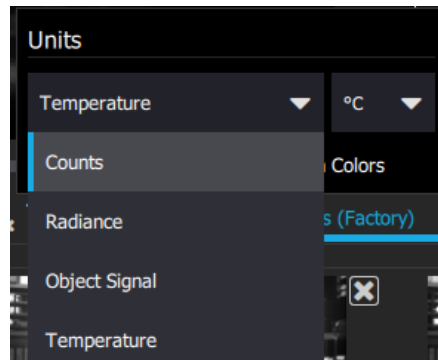 Units
Temperature °C
Counts Colors
Radiance s (Factory)
Object Signal
Temperature